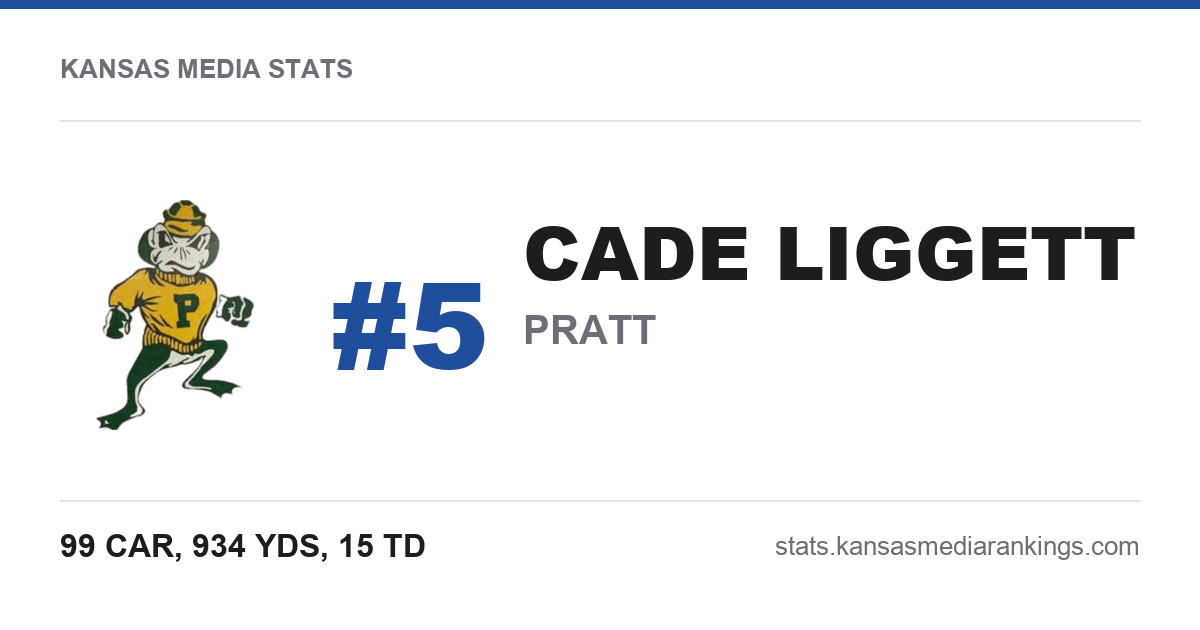 KANSAS MEDIA STATS
P
#5
CADE LIGGETT
PRATT
99 CAR, 934 YDS, 15 TD
stats.kansasmediarankings.com